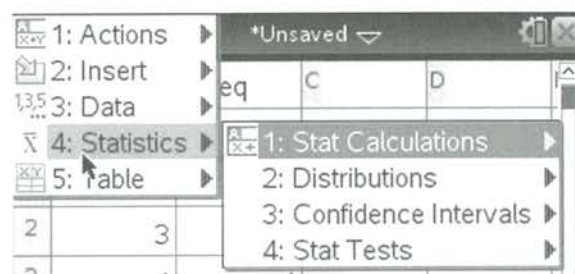 1: Actions
2: Insert
3: Data
4: Statistics
5: Table
*Unsaved
eq C D
1: Stat Calculations
2: Distributions
3: Confidence Intervals
4: Stat Tests
2 3